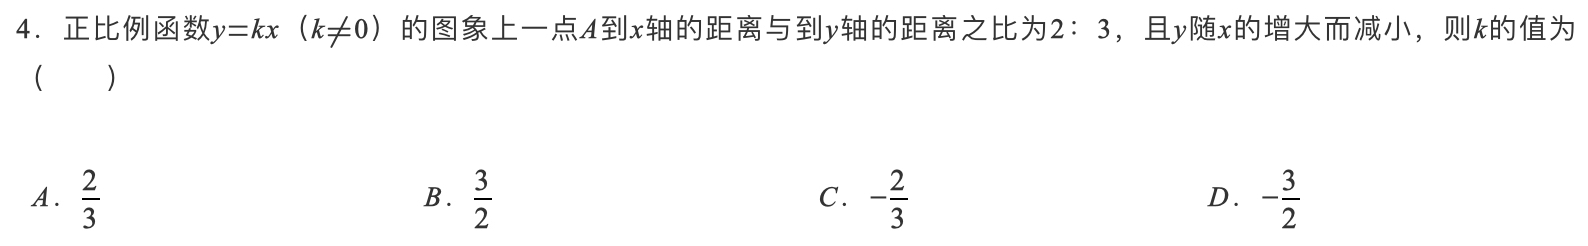 4．正比例函数y=kx（k≠0）的图象上一点A到x轴的距离与到y轴的距离之比为2：3，且y随x的增大而减小，则k的值为
（　　）
A．2/3　　B．3/2　　C．-2/3　　D．-3/2